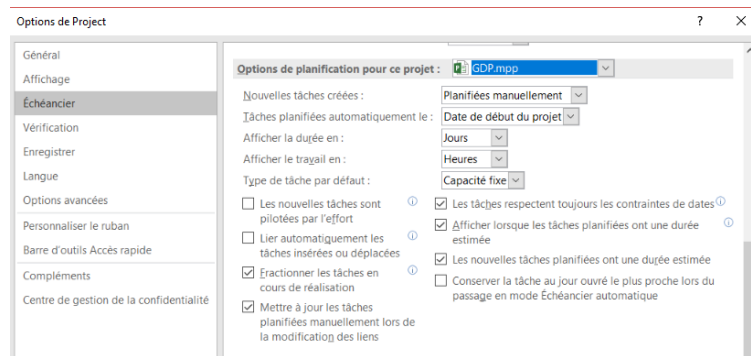 Options de Project
? ×
Général
Affichage
Échéancier
Vérification
Enregistrer
Langue
Options avancées
Personnaliser le ruban
Barre d'outils Accès rapide
Compléments
Centre de gestion de la confidentialité
Options de planification pour ce projet : GDP.mpp
Nouvelles tâches créées : Planifiées manuellement
Tâches planifiées automatiquement le : Date de début du projet
Afficher la durée en : Jours
Afficher le travail en : Heures
Type de tâche par défaut : Capacité fixe
Les nouvelles tâches sont
pilotées par l'effort
Lier automatiquement les
tâches insérées ou déplacées
Fractionner les tâches en
cours de réalisation
Mettre à jour les tâches
planifiées manuellement lors de
la modification des liens
Les tâches respectent toujours les contraintes de dates
Afficher lorsque les tâches planifiées ont une durée
estimée
Les nouvelles tâches planifiées ont une durée estimée
Conserver la tâche au jour ouvré le plus proche lors du
passage en mode Échéancier automatique